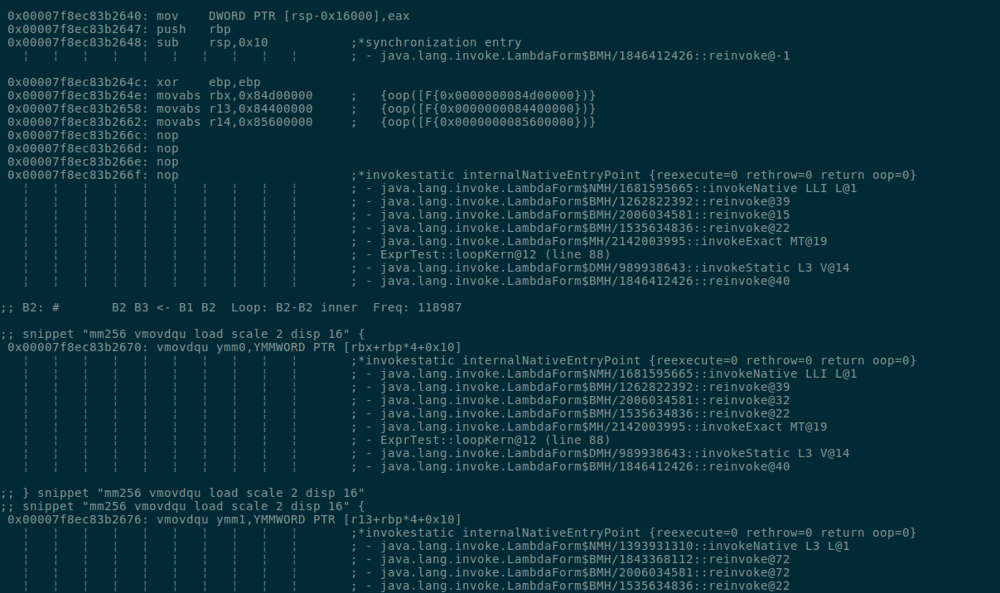 0x00007f8ec83b2640: mov    DWORD PTR [rsp-0x16000],eax
0x00007f8ec83b2647: push   rbp
0x00007f8ec83b2648: sub    rsp,0x10           ;*synchronization entry
¦   ¦   ¦   ¦   ¦   ¦   ¦   ¦   ¦   ¦       ; - java.lang.invoke.LambdaForm$BMH/1846412426::reinvoke@-1
0x00007f8ec83b264c: xor    ebp,ebp
0x00007f8ec83b264e: movabs rbx,0x84d00000     ;   {oop([F{0x0000000084d00000})}
0x00007f8ec83b2658: movabs r13,0x84400000     ;   {oop([F{0x0000000084400000})}
0x00007f8ec83b2662: movabs r14,0x85600000     ;   {oop([F{0x0000000085600000})}
0x00007f8ec83b266c: nop
0x00007f8ec83b266d: nop
0x00007f8ec83b266e: nop
0x00007f8ec83b266f: nop                       ;*invokestatic internalNativeEntryPoint {reexecute=0 rethrow=0 return oop=0}
¦   ¦   ¦   ¦   ¦   ¦   ¦   ¦   ¦   ¦       ; - java.lang.invoke.LambdaForm$NMH/1681595665::invokeNative LLI L@1
¦   ¦   ¦   ¦   ¦   ¦   ¦   ¦   ¦   ¦       ; - java.lang.invoke.LambdaForm$BMH/1262822392::reinvoke@39
¦   ¦   ¦   ¦   ¦   ¦   ¦   ¦   ¦   ¦       ; - java.lang.invoke.LambdaForm$BMH/2006034581::reinvoke@15
¦   ¦   ¦   ¦   ¦   ¦   ¦   ¦   ¦   ¦       ; - java.lang.invoke.LambdaForm$BMH/1535634836::reinvoke@22
¦   ¦   ¦   ¦   ¦   ¦   ¦   ¦   ¦   ¦       ; - java.lang.invoke.LambdaForm$MH/2142003995::invokeExact MT@19
¦   ¦   ¦   ¦   ¦   ¦   ¦   ¦   ¦   ¦       ; - ExprTest::loopKern@12 (line 88)
¦   ¦   ¦   ¦   ¦   ¦   ¦   ¦   ¦   ¦       ; - java.lang.invoke.LambdaForm$DMH/989938643::invokeStatic L3 V@14
¦   ¦   ¦   ¦   ¦   ¦   ¦   ¦   ¦   ¦       ; - java.lang.invoke.LambdaForm$BMH/1846412426::reinvoke@40
;; B2: #       B2 B3 <- B1 B2  Loop: B2-B2 inner  Freq: 118987
;; snippet "mm256 vmovdqu load scale 2 disp 16" {
0x00007f8ec83b2670: vmovdqu ymm0,YMMWORD PTR [rbx+rbp*4+0x10]
¦   ¦   ¦   ¦   ¦   ¦   ¦   ¦   ¦   ¦       ;*invokestatic internalNativeEntryPoint {reexecute=0 rethrow=0 return oop=0}
¦   ¦   ¦   ¦   ¦   ¦   ¦   ¦   ¦   ¦       ; - java.lang.invoke.LambdaForm$NMH/1681595665::invokeNative LLI L@1
¦   ¦   ¦   ¦   ¦   ¦   ¦   ¦   ¦   ¦       ; - java.lang.invoke.LambdaForm$BMH/1262822392::reinvoke@39
¦   ¦   ¦   ¦   ¦   ¦   ¦   ¦   ¦   ¦       ; - java.lang.invoke.LambdaForm$BMH/2006034581::reinvoke@32
¦   ¦   ¦   ¦   ¦   ¦   ¦   ¦   ¦   ¦       ; - java.lang.invoke.LambdaForm$BMH/1535634836::reinvoke@22
¦   ¦   ¦   ¦   ¦   ¦   ¦   ¦   ¦   ¦       ; - java.lang.invoke.LambdaForm$MH/2142003995::invokeExact MT@19
¦   ¦   ¦   ¦   ¦   ¦   ¦   ¦   ¦   ¦       ; - ExprTest::loopKern@12 (line 88)
¦   ¦   ¦   ¦   ¦   ¦   ¦   ¦   ¦   ¦       ; - java.lang.invoke.LambdaForm$DMH/989938643::invokeStatic L3 V@14
¦   ¦   ¦   ¦   ¦   ¦   ¦   ¦   ¦   ¦       ; - java.lang.invoke.LambdaForm$BMH/1846412426::reinvoke@40
;; } snippet "mm256 vmovdqu load scale 2 disp 16"
;; snippet "mm256 vmovdqu load scale 2 disp 16" {
0x00007f8ec83b2676: vmovdqu ymm1,YMMWORD PTR [r13+rbp*4+0x10]
¦   ¦   ¦   ¦   ¦   ¦   ¦   ¦   ¦   ¦       ;*invokestatic internalNativeEntryPoint {reexecute=0 rethrow=0 return oop=0}
¦   ¦   ¦   ¦   ¦   ¦   ¦   ¦   ¦   ¦       ; - java.lang.invoke.LambdaForm$NMH/1393931310::invokeNative L3 L@1
¦   ¦   ¦   ¦   ¦   ¦   ¦   ¦   ¦   ¦       ; - java.lang.invoke.LambdaForm$BMH/1843368112::reinvoke@72
¦   ¦   ¦   ¦   ¦   ¦   ¦   ¦   ¦   ¦       ; - java.lang.invoke.LambdaForm$BMH/2006034581::reinvoke@72
¦   ¦   ¦   ¦   ¦   ¦   ¦   ¦   ¦   ¦       ; - java.lang.invoke.LambdaForm$BMH/1535634836::reinvoke@22